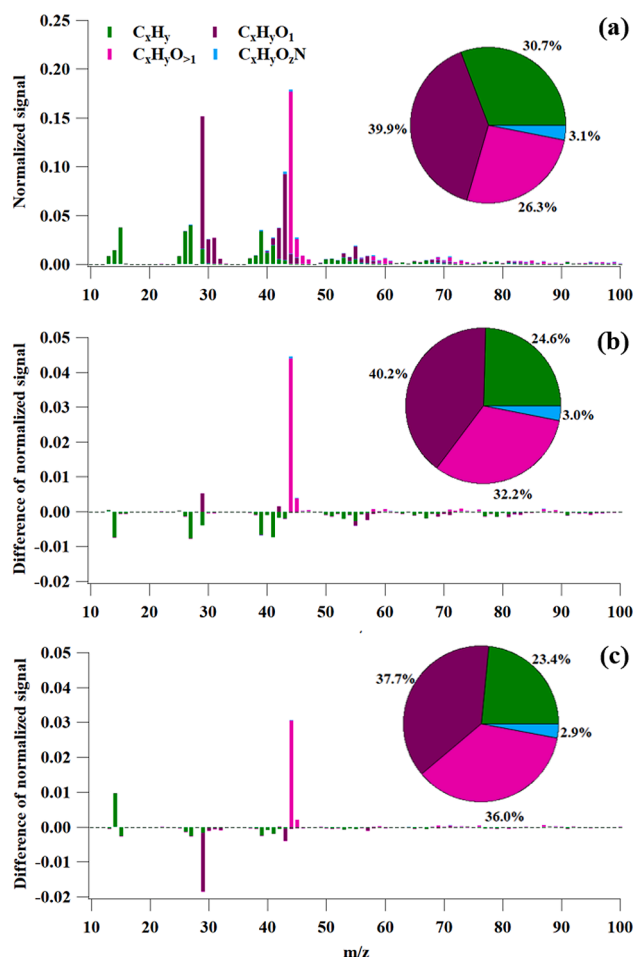 0.25
CxHy
CxHyO1
(a)
CxHyO>1
CxHyOzN
30.7%
0.20
0.15
39.9%
3.1%
0.10
26.3%
0.05
0.00
Normalized signal
10 20 30 40 50 60 70 80 90 100
0.05
(b)
24.6%
0.04
40.2%
0.03
3.0%
0.02
32.2%
0.01
0.00
-0.01
-0.02
Difference of normalized signal
10 20 30 40 50 60 70 80 90 100
0.05
(c)
23.4%
37.7%
0.04
2.9%
0.03
36.0%
0.02
0.01
0.00
-0.01
-0.02
Difference of normalized signal
10 20 30 40 50 60 70 80 90 100
m/z